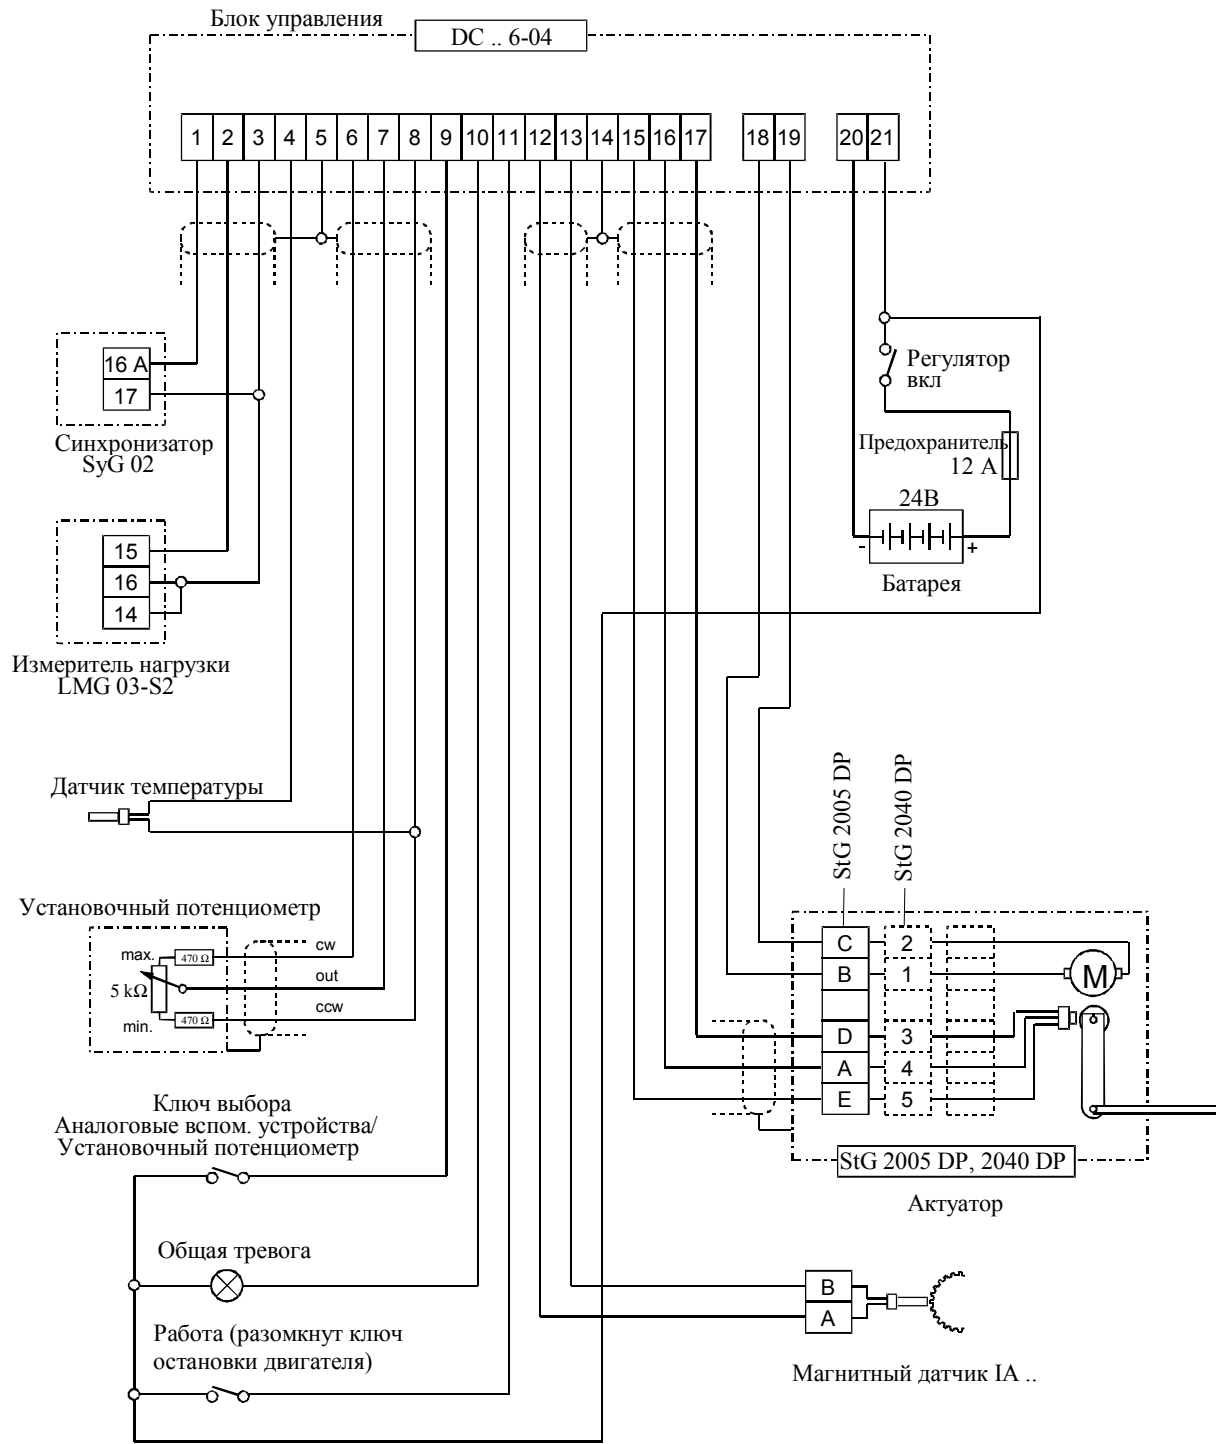 Блок управления
DC .. 6-04
1 2 3 4 5 6 7 8 9 10 11 12 13 14 15 16 17 18 19 20 21
16 A
17
Синхронизатор
SyG 02
Регулятор
вкл
Предохранитель
12 A
24В
- +
Батарея
15
16
14
Измеритель нагрузки
LMG 03-S2
Датчик температуры
StG 2005 DP
StG 2040 DP
Установочный потенциометр
max.
470 Ω
cw
5 kΩ
out
min.
470 Ω
ccw
C 2
B 1
M
D 3
A 4
E 5
StG 2005 DP, 2040 DP
Актуатор
Ключ выбора
Аналоговые вспом. устройства/
Установочный потенциометр
Общая тревога
Работа (разомкнут ключ
остановки двигателя)
B
A
Магнитный датчик IA ..